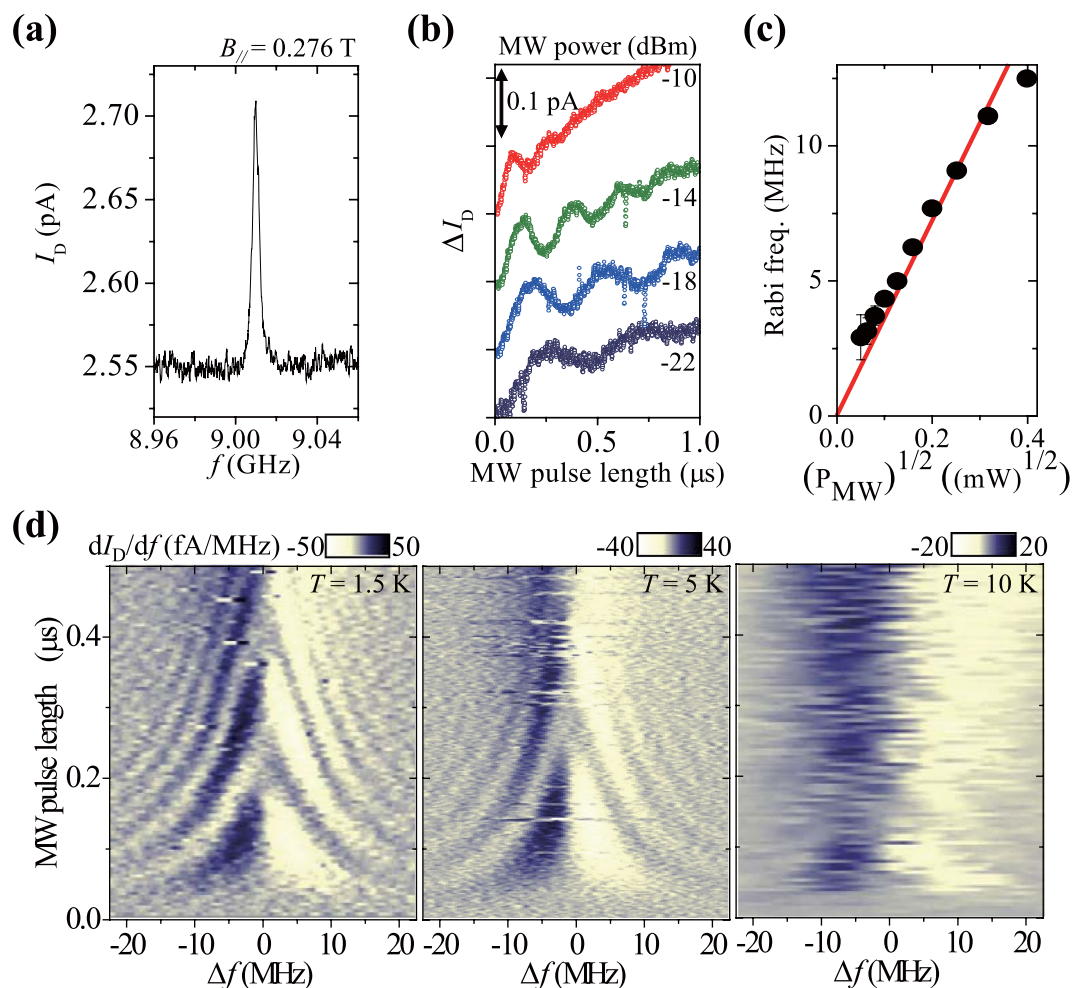 (a)
B// = 0.276 T
2.70
2.65
2.60
2.55
I_D (pA)
8.96
9.00
9.04
f (GHz)
(b)
MW power (dBm)
0.1 pA
-10
-14
-18
-22
ΔI_D
0.0
0.5
1.0
MW pulse length (μs)
(c)
10
5
0
Rabi freq. (MHz)
0.0
0.2
0.4
(P_MW)^1/2 ((mW)^1/2)
(d)
dI_D/df (fA/MHz)
-50
50
-40
40
-20
20
T = 1.5 K
T = 5 K
T = 10 K
0.4
0.2
0.0
MW pulse length (μs)
-20
-10
0
10
20
Δf (MHz)
-20
-10
0
10
20
Δf (MHz)
-20
-10
0
10
20
Δf (MHz)